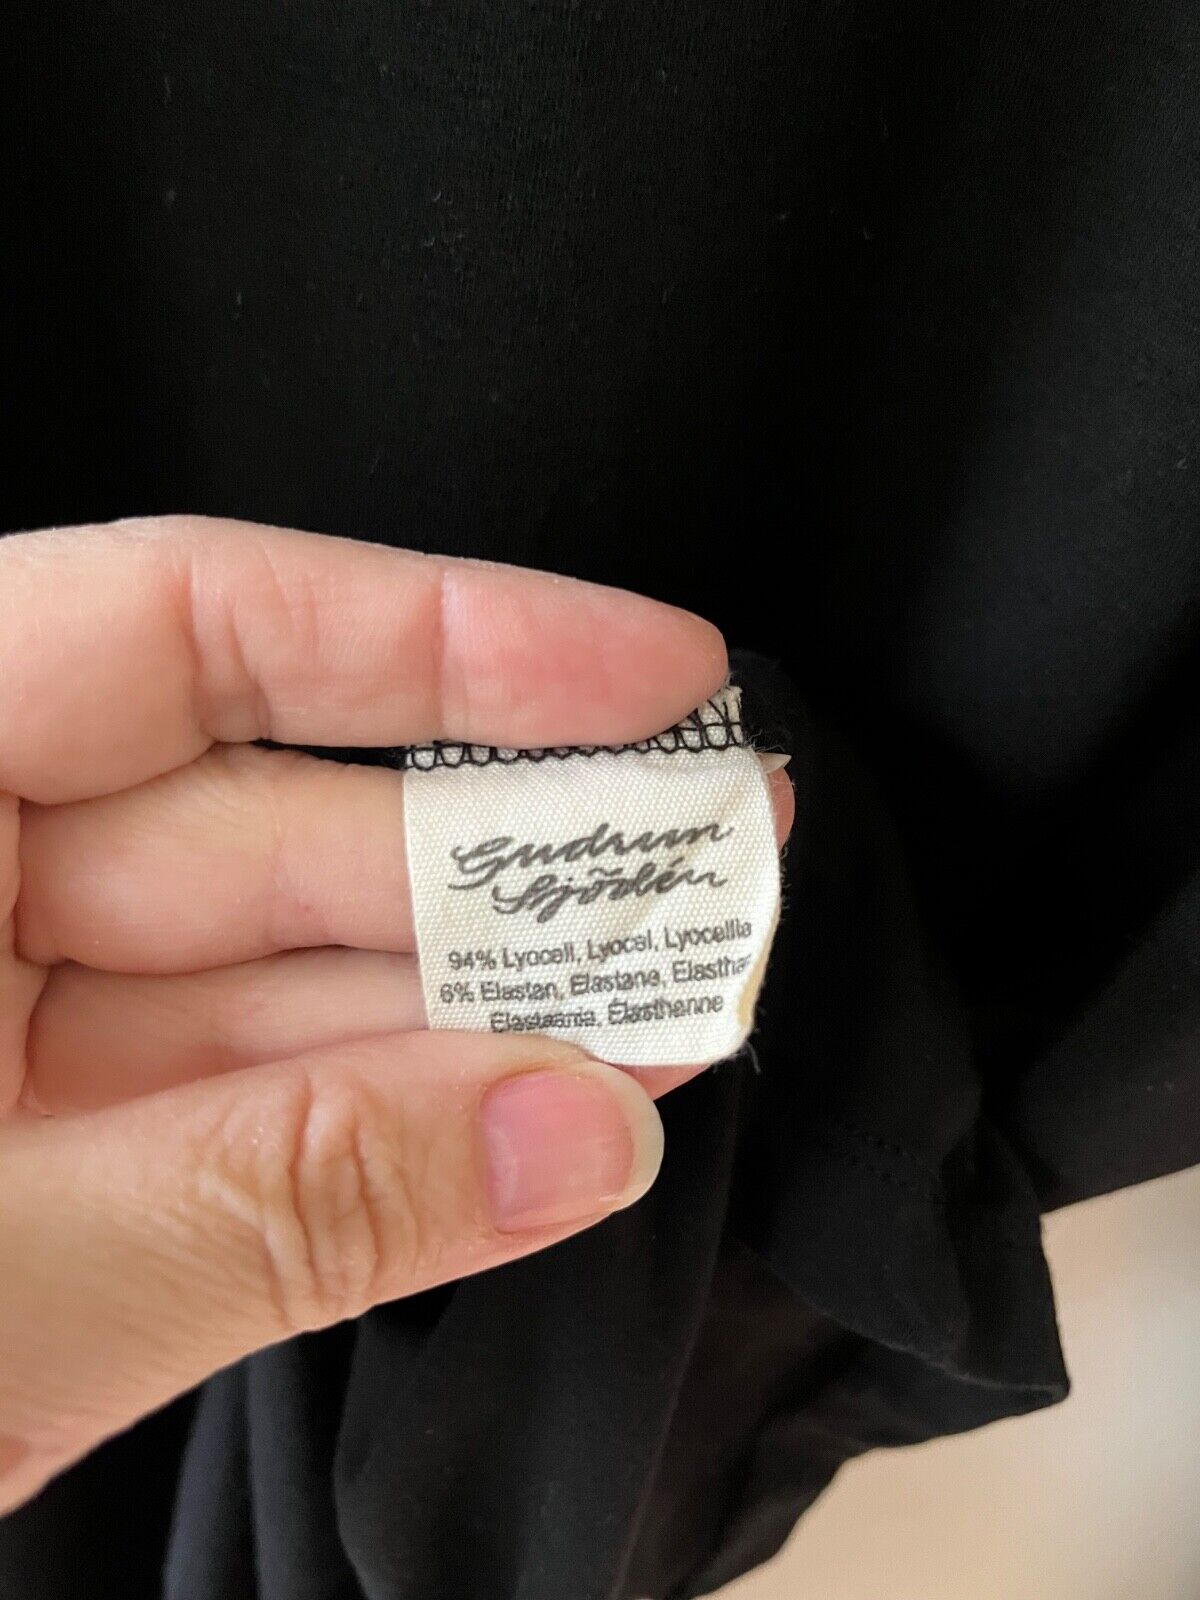 Gudrun
Sjödén
94% Lyocell, Lyocel, Lyocellia
6% Elastan, Elastane, Elasthan
Elastaania, Élasthanne